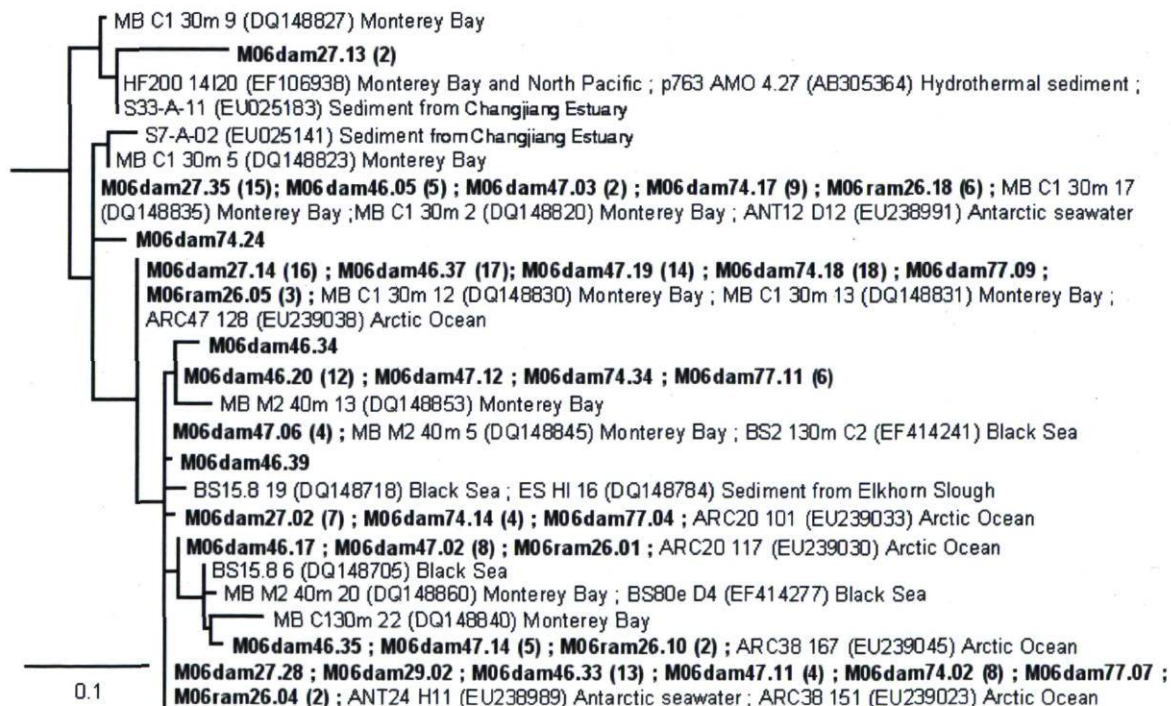 MB C1 30m 9 (DQ148827) Monterey Bay
M06dam27.13 (2)
HF200 14I20 (EF106938) Monterey Bay and North Pacific ; p763 AMO 4.27 (AB305364) Hydrothermal sediment ;
S33-A-11 (EU025183) Sediment from Changjiang Estuary
S7-A-02 (EU025141) Sediment from Changjiang Estuary
MB C1 30m 5 (DQ148823) Monterey Bay
M06dam27.35 (15); M06dam46.05 (5) ; M06dam47.03 (2) ; M06dam74.17 (9) ; M06ram26.18 (6) ; MB C1 30m 17
(DQ148835) Monterey Bay ;MB C1 30m 2 (DQ148820) Monterey Bay ; ANT12 D12 (EU238991) Antarctic seawater
M06dam74.24
M06dam27.14 (16) ; M06dam46.37 (17); M06dam47.19 (14) ; M06dam74.18 (18) ; M06dam77.09 ;
M06ram26.05 (3) ; MB C1 30m 12 (DQ148830) Monterey Bay ; MB C1 30m 13 (DQ148831) Monterey Bay ;
ARC47 128 (EU239038) Arctic Ocean
M06dam46.34
M06dam46.20 (12) ; M06dam47.12 ; M06dam74.34 ; M06dam77.11 (6)
MB M2 40m 13 (DQ148853) Monterey Bay
M06dam47.06 (4) ; MB M2 40m 5 (DQ148845) Monterey Bay ; BS2 130m C2 (EF414241) Black Sea
M06dam46.39
BS15.8 19 (DQ148718) Black Sea ; ES HI 16 (DQ148784) Sediment from Elkhorn Slough
M06dam27.02 (7) ; M06dam74.14 (4) ; M06dam77.04 ; ARC20 101 (EU239033) Arctic Ocean
M06dam46.17 ; M06dam47.02 (8) ; M06ram26.01 ; ARC20 117 (EU239030) Arctic Ocean
BS15.8 6 (DQ148705) Black Sea
MB M2 40m 20 (DQ148860) Monterey Bay ; BS80e D4 (EF414277) Black Sea
MB C130m 22 (DQ148840) Monterey Bay
M06dam46.35 ; M06dam47.14 (5) ; M06ram26.10 (2) ; ARC38 167 (EU239045) Arctic Ocean
M06dam27.28 ; M06dam29.02 ; M06dam46.33 (13) ; M06dam47.11 (4) ; M06dam74.02 (8) ; M06dam77.07 ;
M06ram26.04 (2) ; ANT24 H11 (EU238989) Antarctic seawater ; ARC38 151 (EU239023) Arctic Ocean
0.1